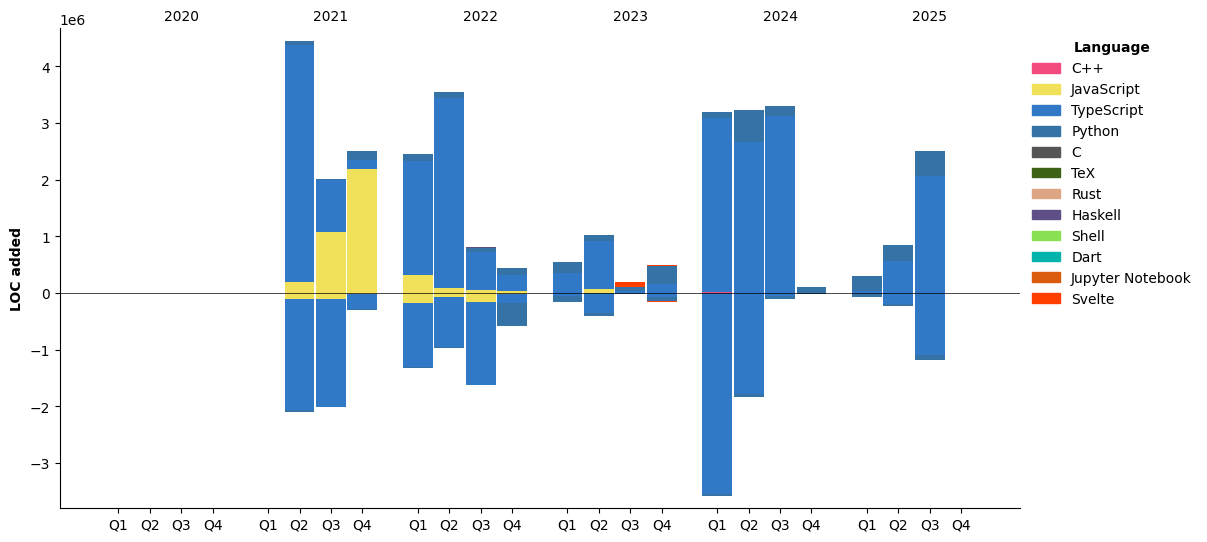 1e6
2020 2021 2022 2023 2024 2025
LOC added
4
3
2
1
0
−1
−2
−3
Q1 Q2 Q3 Q4 Q1 Q2 Q3 Q4 Q1 Q2 Q3 Q4 Q1 Q2 Q3 Q4 Q1 Q2 Q3 Q4 Q1 Q2 Q3 Q4
Language
C++
JavaScript
TypeScript
Python
C
TeX
Rust
Haskell
Shell
Dart
Jupyter Notebook
Svelte